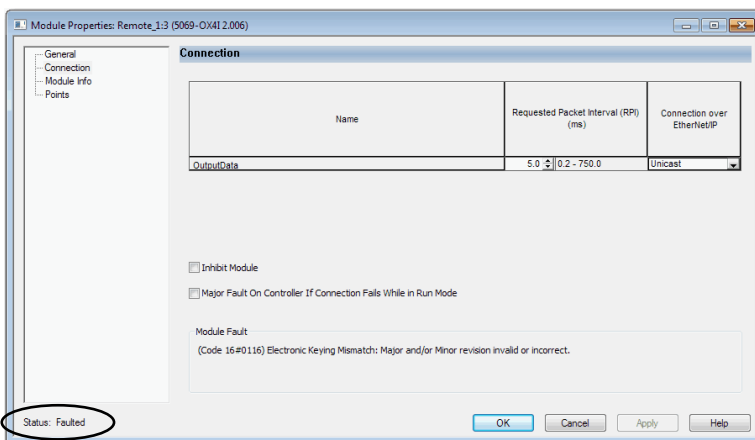 Module Properties: Remote_1:3 (5069-OX4I 2.006)
General
Connection
Module Info
Points
Connection
Name
Requested Packet Interval (RPI)
(ms)
Connection over
EtherNet/IP
OutputData
5.0
0.2 - 750.0
Unicast
Inhibit Module
Major Fault On Controller If Connection Fails While in Run Mode
Module Fault
(Code 16#0116) Electronic Keying Mismatch: Major and/or Minor revision invalid or incorrect.
Status: Faulted
OK
Cancel
Apply
Help